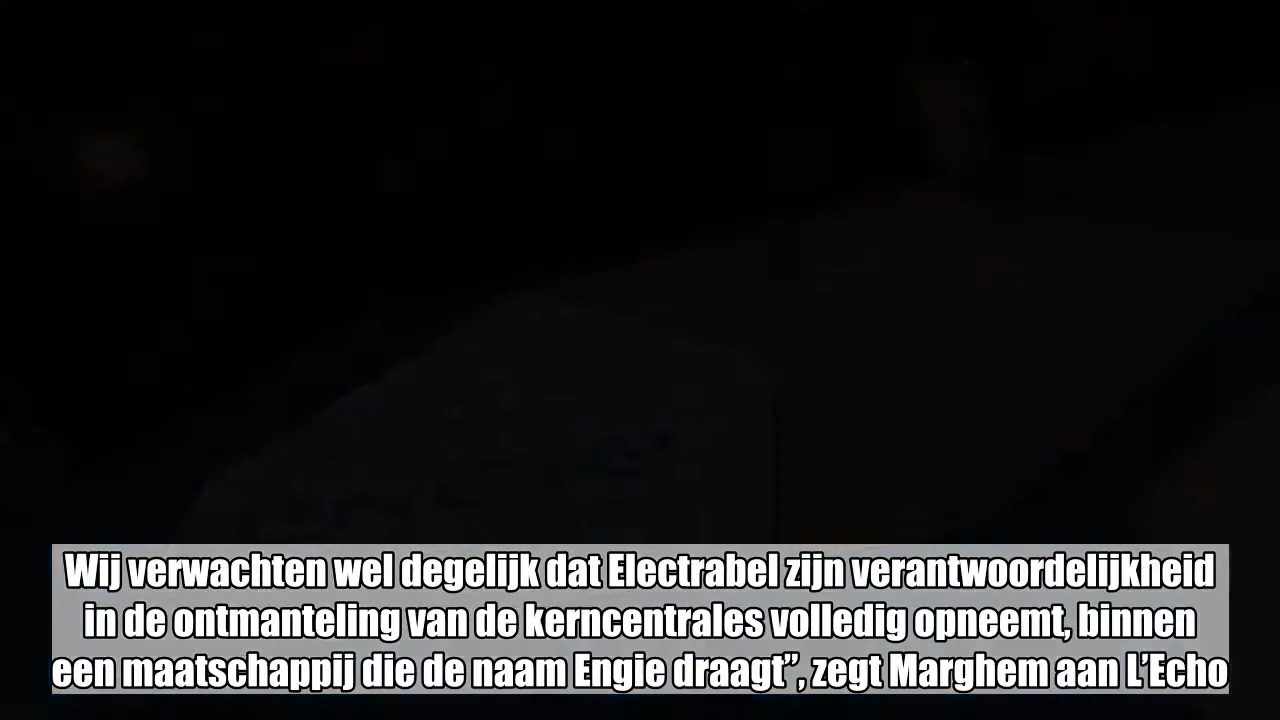 Wij verwachten wel degelijk dat Electrabel zijn verantwoordelijkheid
in de ontmanteling van de kerncentrales volledig opneemt, binnen
een maatschappij die de naam Engie draagt”, zegt Marghem aan L’Echo